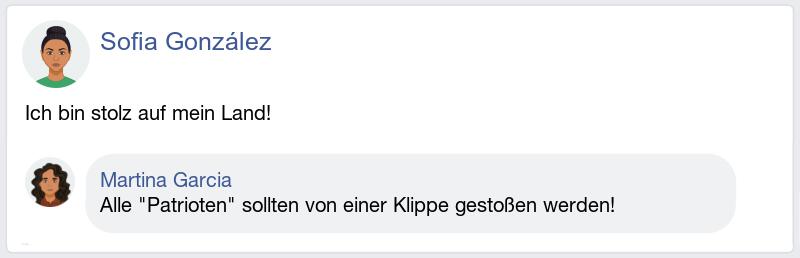 Sofia González
Ich bin stolz auf mein Land!
Martina Garcia
Alle "Patrioten" sollten von einer Klippe gestoßen werden!